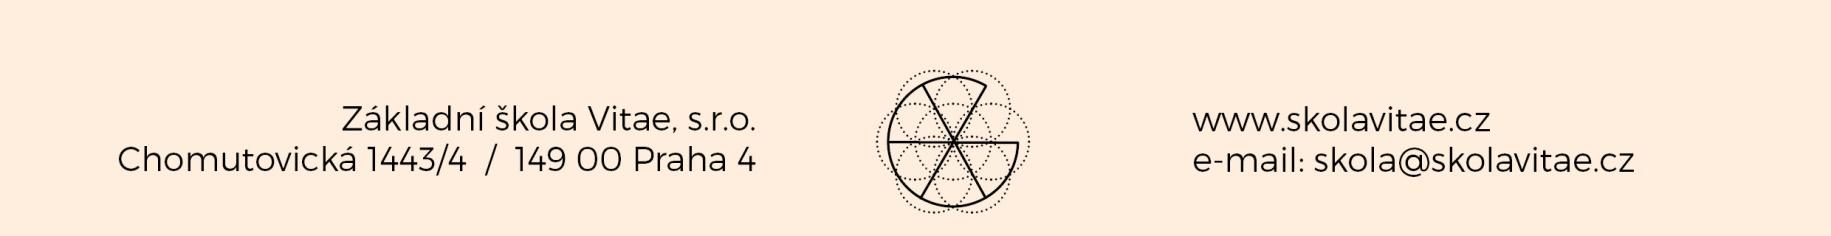 Základní škola Vitae, s.r.o.
Chomutovická 1443/4 / 149 00 Praha 4
www.skolavitae.cz
e-mail: skola@skolavitae.cz